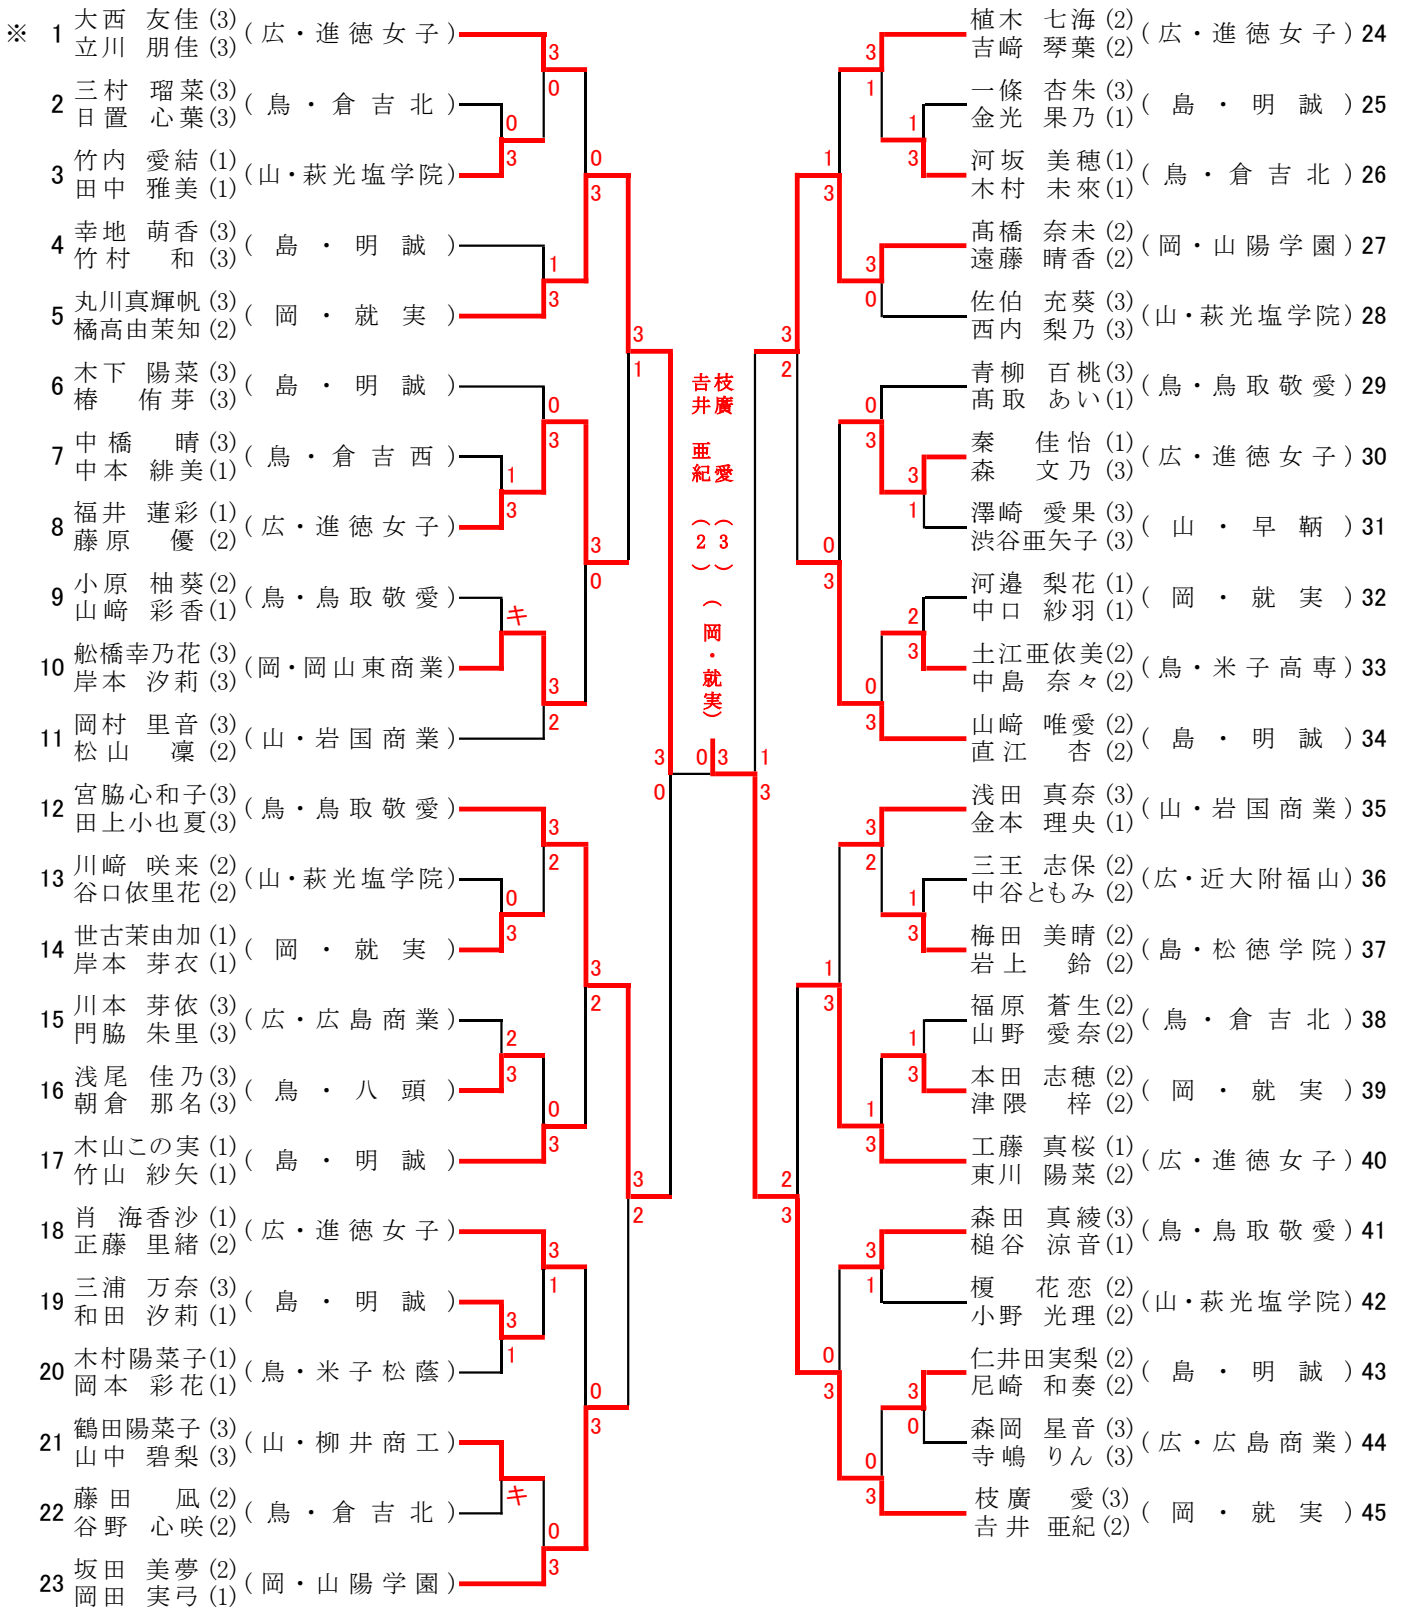 ※ 1 大西 友佳 (3) (広・進徳女子)
立川 朋佳 (3)
2 三村 瑠菜 (3) (鳥・倉吉北)
日置 心葉 (3)
3 竹内 愛結 (1) (山・萩光塩学院)
田中 雅美 (1)
4 幸地 萌香 (3) (島・明誠)
竹村 和 (3)
5 丸川真輝帆 (3) (岡・就実)
橘高由茉知 (2)
6 木下 陽菜 (3) (島・明誠)
椿 侑芽 (3)
7 中橋 晴 (3) (鳥・倉吉西)
中本 緋美 (1)
8 福井 蓮彩 (1) (広・進徳女子)
藤原 優 (2)
9 小原 柚葵 (2) (鳥・鳥取敬愛)
山﨑 彩香 (1)
10 舩橋幸乃花 (3) (岡・岡山東商業)
岸本 汐莉 (3)
11 岡村 里音 (3) (山・岩国商業)
松山 凜 (2)
12 宮脇心和子 (3) (鳥・鳥取敬愛)
田上小也夏 (3)
13 川﨑 咲来 (2) (山・萩光塩学院)
谷口依里花 (2)
14 世古茉由加 (1) (岡・就実)
岸本 芽衣 (1)
15 川本 芽依 (3) (広・広島商業)
門脇 朱里 (3)
16 浅尾 佳乃 (3) (鳥・八頭)
朝倉 那名 (3)
17 木山この実 (1) (島・明誠)
竹山 紗矢 (1)
18 肖 海香沙 (1) (広・進徳女子)
正藤 里緒 (2)
19 三浦 万奈 (3) (島・明誠)
和田 汐莉 (1)
20 木村陽菜子 (1) (鳥・米子松蔭)
岡本 彩花 (1)
21 鶴田陽菜子 (3) (山・柳井商工)
山中 碧梨 (3)
22 藤田 凪 (2) (鳥・倉吉北)
谷野 心咲 (2)
23 坂田 美夢 (2) (岡・山陽学園)
岡田 実弓 (1)
3
0
0
3
0
3
1
3
3
1
0
3
1
3
3
0
キ
3
2
3
0
3
2
0
3
3
2
2
3
0
3
3
2
3
1
3
1
0
3
キ
0
3
枝廣 愛 (3)
𠮷井 亜紀 (2)
(岡・就実)
0 3
3
1
1
3
1
3
3
0
3
2
0
3
3
1
0
3
2
3
0
3
1
3
3
2
1
3
1
3
1
3
1
3
2
3
3
1
0
3
3
0
0
3
植木 七海 (2) (広・進徳女子) 24
吉﨑 琴葉 (2)
一條 杏朱 (3) (島・明誠) 25
金光 果乃 (1)
河坂 美穂 (1) (鳥・倉吉北) 26
木村 未來 (1)
髙橋 奈未 (2) (岡・山陽学園) 27
遠藤 晴香 (2)
佐伯 充葵 (3) (山・萩光塩学院) 28
西内 梨乃 (3)
青柳 百桃 (3) (鳥・鳥取敬愛) 29
髙取 あい (1)
秦 佳怡 (1) (広・進徳女子) 30
森 文乃 (3)
澤崎 愛果 (3) (山・早鞆) 31
渋谷亜矢子 (3)
河邉 梨花 (1) (岡・就実) 32
中口 紗羽 (1)
土江亜依美 (2) (鳥・米子高専) 33
中島 奈々 (2)
山﨑 唯愛 (2) (島・明誠) 34
直江 杏 (2)
浅田 真奈 (3) (山・岩国商業) 35
金本 理央 (1)
三王 志保 (2) (広・近大附福山) 36
中谷ともみ (2)
梅田 美晴 (2) (島・松徳学院) 37
岩上 鈴 (2)
福原 蒼生 (2) (鳥・倉吉北) 38
山野 愛奈 (2)
本田 志穂 (2) (岡・就実) 39
津隈 梓 (2)
工藤 真桜 (1) (広・進徳女子) 40
東川 陽菜 (2)
森田 真綾 (3) (鳥・鳥取敬愛) 41
槌谷 涼音 (1)
榎 花恋 (2) (山・萩光塩学院) 42
小野 光理 (2)
仁井田実梨 (2) (島・明誠) 43
尼崎 和奏 (2)
森岡 星音 (3) (広・広島商業) 44
寺嶋 りん (3)
枝廣 愛 (3) (岡・就実) 45
𠮷井 亜紀 (2)